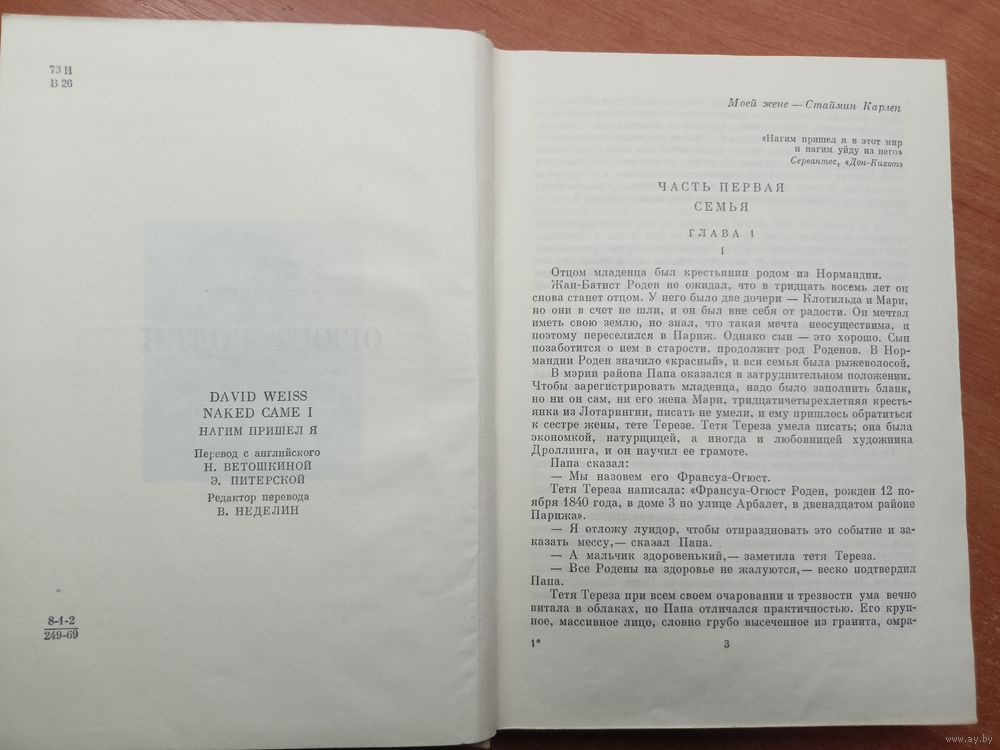 73 И
В 26
DAVID WEISS
NAKED CAME I
НАГИМ ПРИШЕЛ Я
Перевод с английского
Н. ВЕТОШКИНОЙ
Э. ПИТЕРСКОЙ
Редактор перевода
В. НЕДЕЛИН
8-1-2
249-69
Моей жене — Стаймин Карлен
«Нагим пришел я в этот мир
и нагим уйду из него»
Сервантес, «Дон-Кихот»
ЧАСТЬ ПЕРВАЯ
СЕМЬЯ
ГЛАВА 1
I
Отцом младенца был крестьянин родом из Нормандии.
Жан-Батист Роден не ожидал, что в тридцать восемь лет он
снова станет отцом. У него было две дочери — Клотильда и Мари,
но они в счет не шли, и он был вне себя от радости. Он мечтал
иметь свою землю, но знал, что такая мечта неосуществима, и
поэтому переселился в Париж. Однако сын — это хорошо. Сын
позаботится о нем в старости, продолжит род Роденов. В Нор-
мандии Роден значило «красный», и вся семья была рыжеволосой.
В мэрии района Папа оказался в затруднительном положении.
Чтобы зарегистрировать младенца, надо было заполнить бланк,
но ни он сам, ни его жена Мари, тридцатичетырехлетняя кресть-
янка из Лотарингии, писать не умели, и ему пришлось обратиться
к сестре жены, тете Терезе. Тетя Тереза умела писать; она была
экономкой, натурщицей, а иногда и любовницей художника
Дроллинга, и он научил ее грамоте.
Папа сказал:
— Мы назовем его Франсуа-Огюст.
Тетя Тереза написала: «Франсуа-Огюст Роден, рожден 12 но-
ября 1840 года, в доме 3 по улице Арбалет, в двенадцатом районе
Парижа».
— Я отложу луидор, чтобы отпраздновать это событие и за-
казать мессу,— сказал Папа.
— А мальчик здоровенький,— заметила тетя Тереза.
— Все Родены на здоровье не жалуются,— веско подтвердил
Папа.
Тетя Тереза при всем своем очаровании и трезвости ума вечно
витала в облаках, но Папа отличался практичностью. Его круп-
ное, массивное лицо, словно грубо высеченное из гранита, омра-
1*
3
www.ay.by